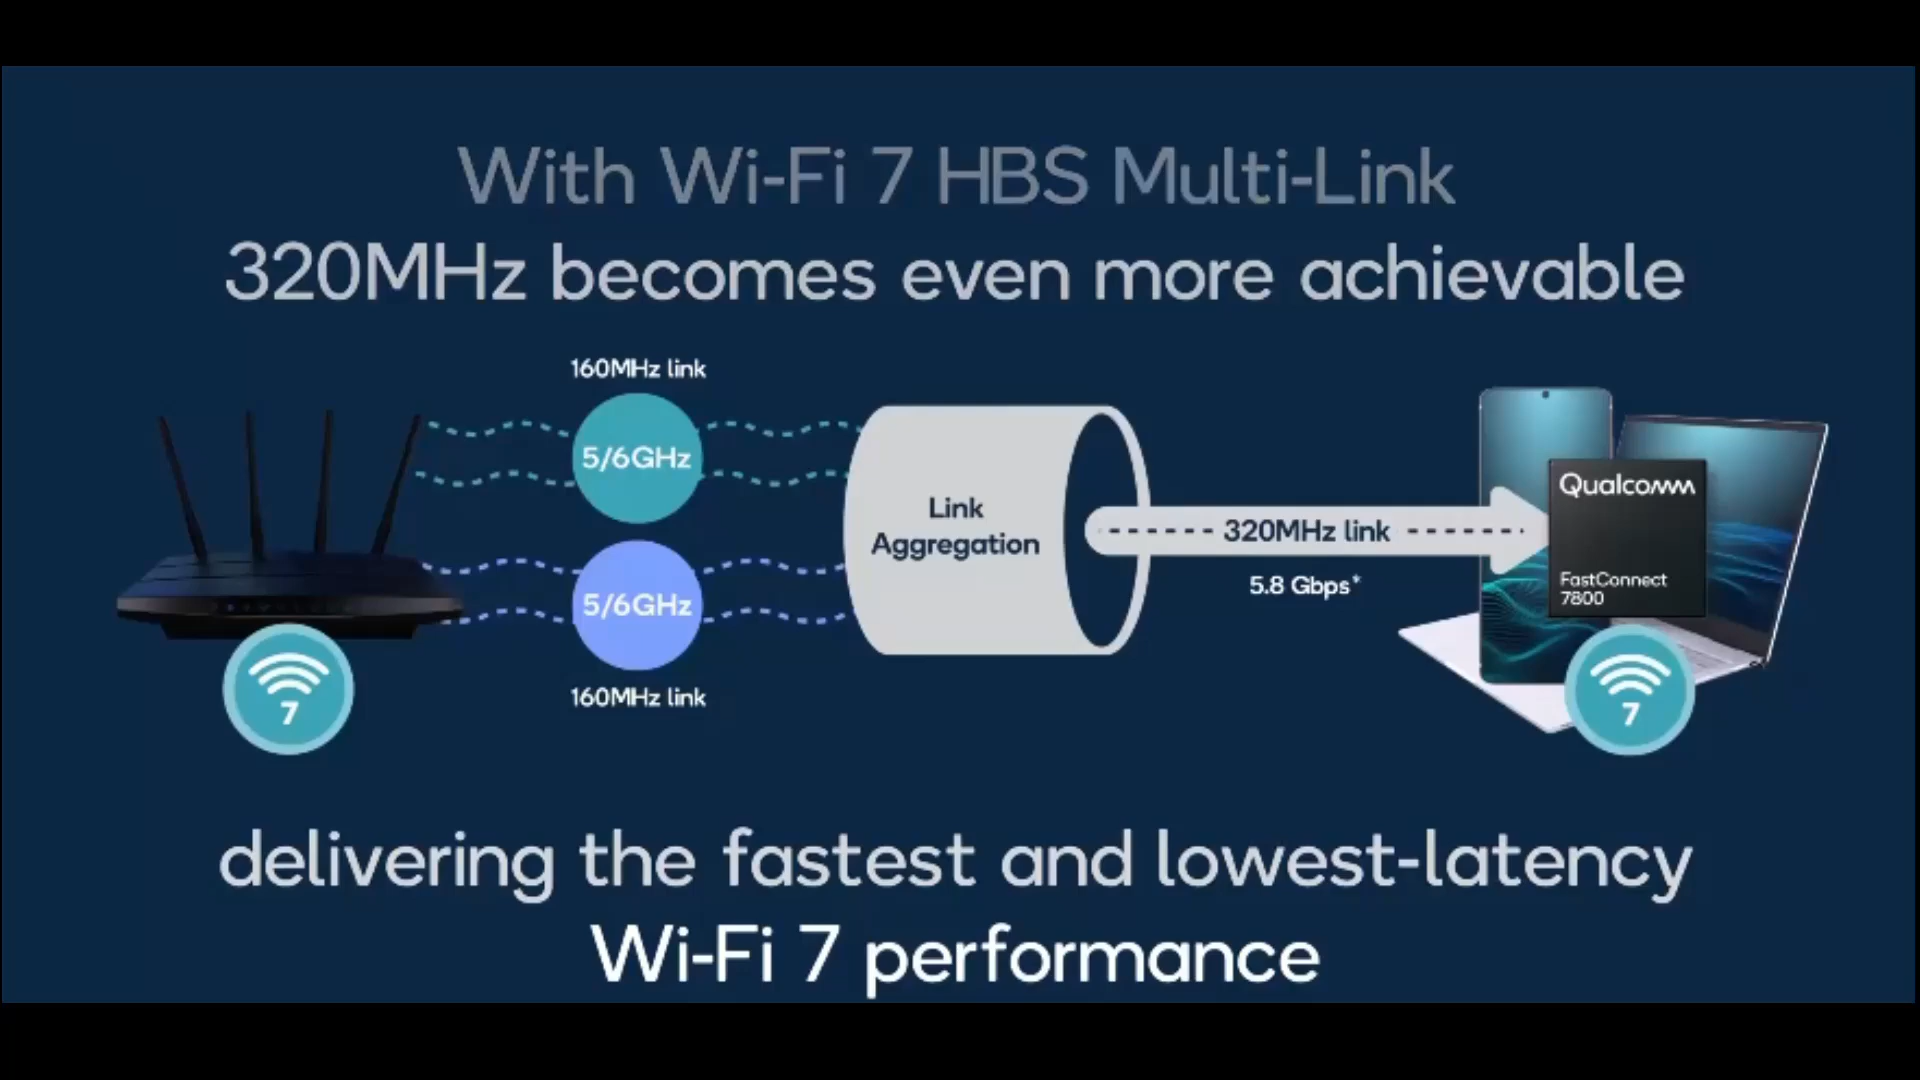 With Wi-Fi 7 HBS Multi-Link
320MHz becomes even more achievable
160MHz link
5/6GHz
5/6GHz
160MHz link
Link
Aggregation
320MHz link
5.8 Gbps*
Qualcomm
FastConnect
7800
7
7
delivering the fastest and lowest-latency
Wi-Fi 7 performance